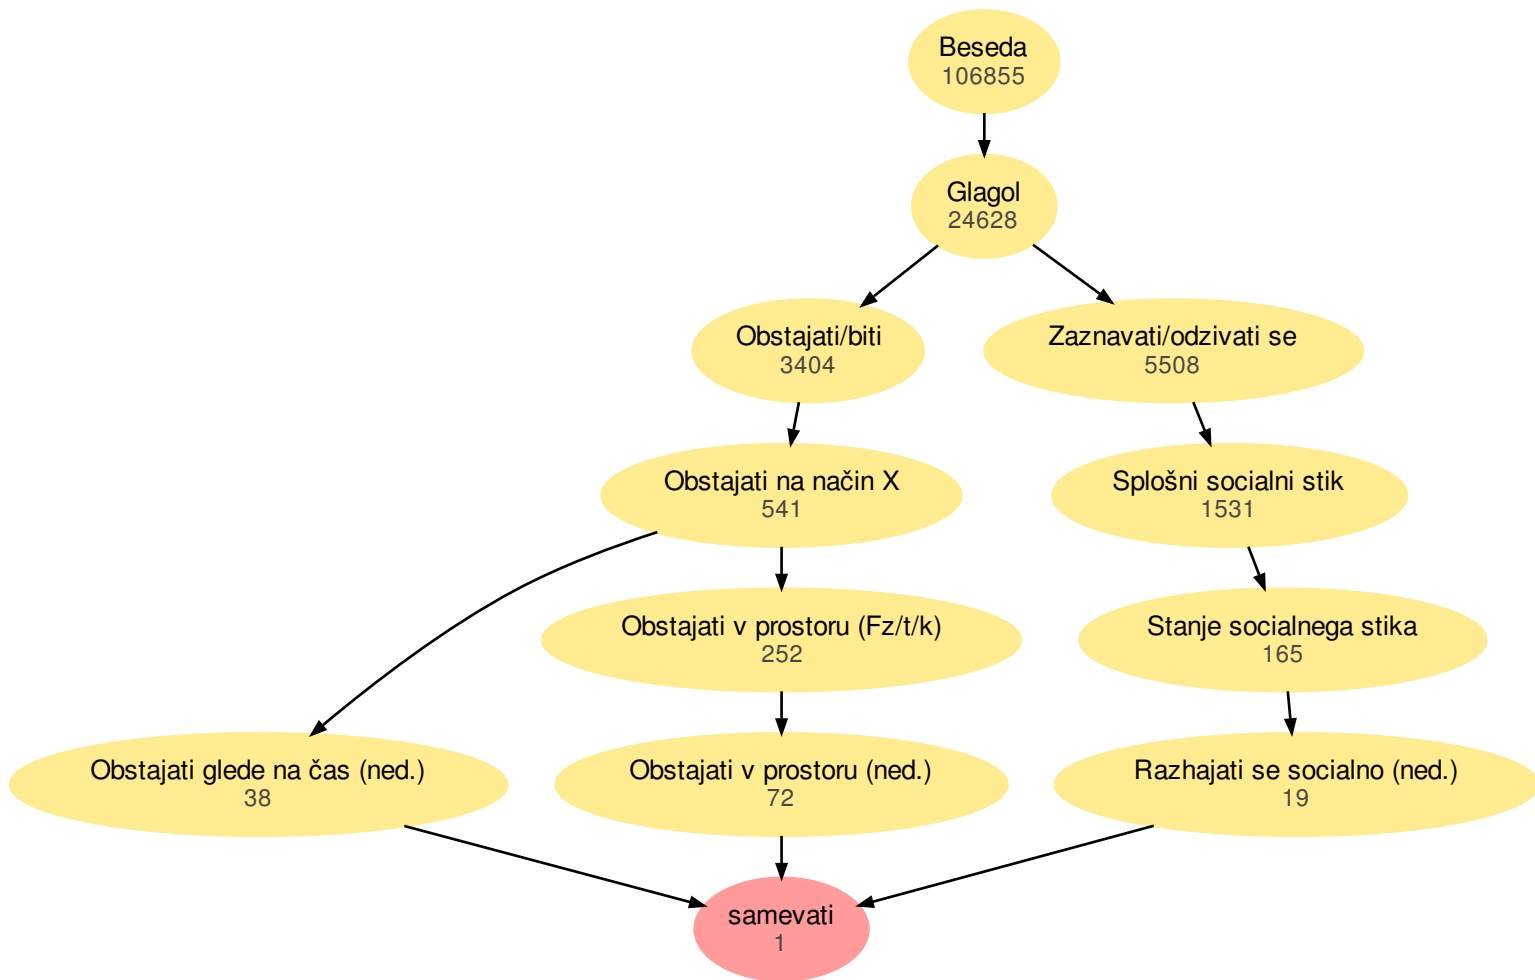 Beseda
106855
Glagol
24628
Obstajati/biti
3404
Zaznavati/odzivati se
5508
Obstajati na način X
541
Splošni socialni stik
1531
Obstajati v prostoru (Fz/t/k)
252
Stanje socialnega stika
165
Obstajati glede na čas (ned.)
38
Obstajati v prostoru (ned.)
72
Razhajati se socialno (ned.)
19
samevati
1